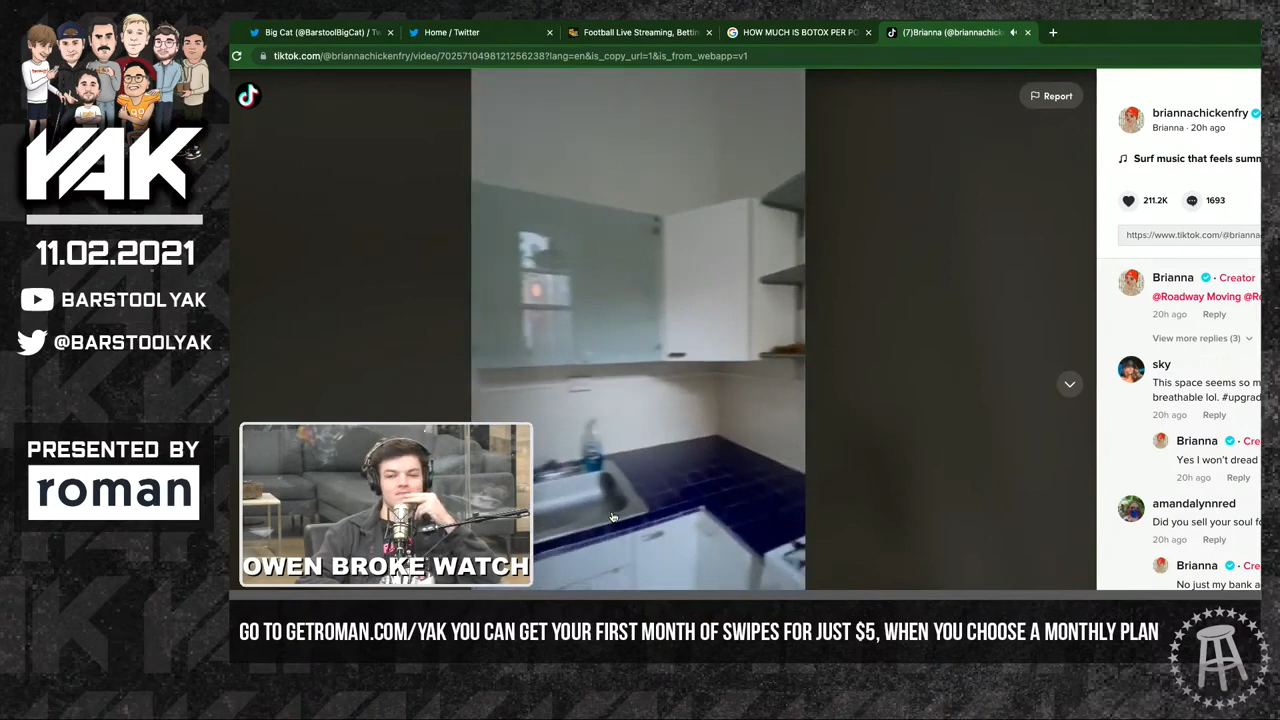 Big Cat (@BarstoolBigCat) / Tw
Home / Twitter
Football Live Streaming, Bettin
HOW MUCH IS BOTOX PER PO
(7)Brianna (@briannachick
tiktok.com/@briannachickenfry/video/7025710498121256238?lang=en&is_copy_url=1&is_from_webapp=v1
YAK
11.02.2021
BARSTOOL YAK
@BARSTOOLYAK
PRESENTED BY
roman
Report
briannachickenfry
Brianna · 20h ago
Surf music that feels summ
211.2K
1693
https://www.tiktok.com/@brianna
Brianna · Creator
@Roadway Moving @Ro
20h ago Reply
View more replies (3)
sky
This space seems so m
breathable lol. #upgrad
20h ago Reply
Brianna · Cre
Yes I won't dread
20h ago Reply
amandalynnred
Did you sell your soul fo
20h ago Reply
Brianna · Cre
No just my bank a
OWEN BROKE WATCH
GO TO GETROMAN.COM/YAK YOU CAN GET YOUR FIRST MONTH OF SWIPES FOR JUST $5, WHEN YOU CHOOSE A MONTHLY PLAN